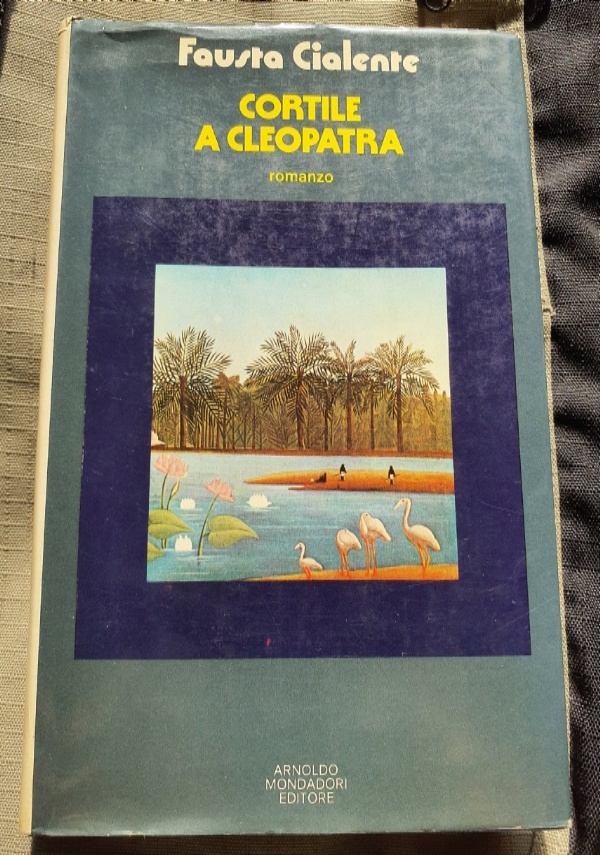 Fausta Cialente
CORTILE
A CLEOPATRA
romanzo
ARNOLDO
MONDADORI
EDITORE